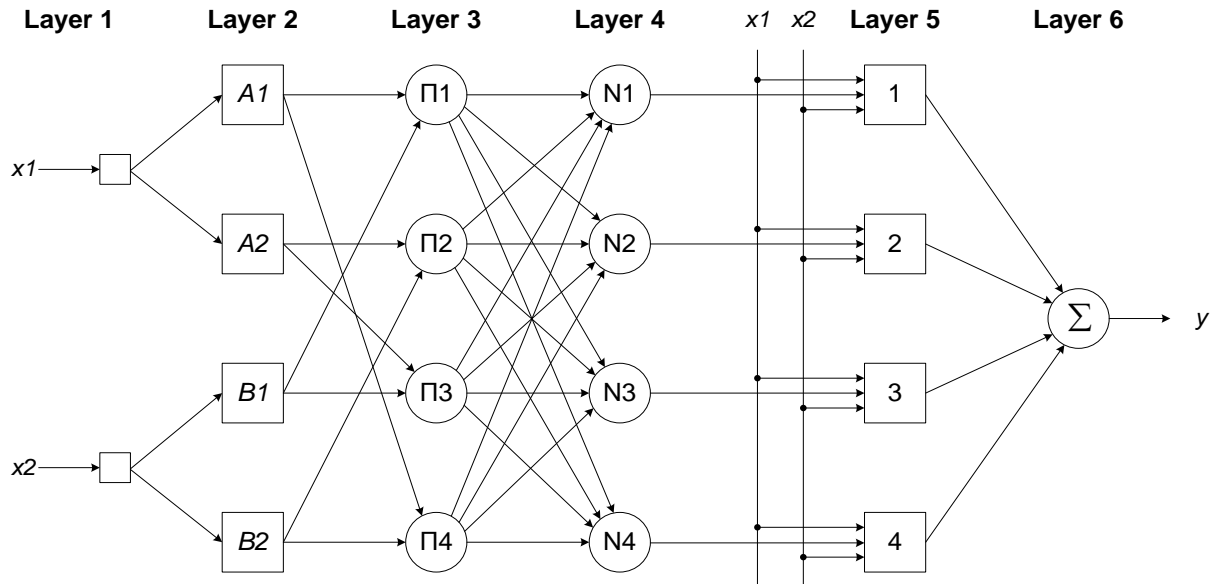 Layer 1 Layer 2 Layer 3 Layer 4 x1 x2 Layer 5 Layer 6
A1 Π1 N1 1
x1
A2 Π2 N2 2
Σ y
B1 Π3 N3 3
x2
B2 Π4 N4 4